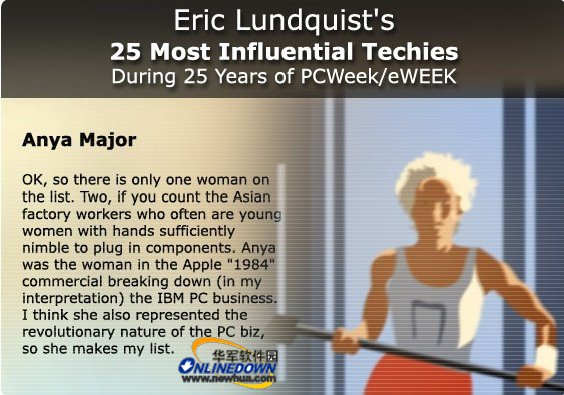 Eric Lundquist's
25 Most Influential Techies
During 25 Years of PCWeek/eWEEK
Anya Major
OK, so there is only one woman on
the list. Two, if you count the Asian
factory workers who often are young
women with hands sufficiently
nimble to plug in components. Anya
was the woman in the Apple "1984"
commercial breaking down (in my
interpretation) the IBM PC business.
I think she also represented the
revolutionary nature of the PC biz,
so she makes my list.
华军软件园
ONLINEDOWN
www.newhua.com